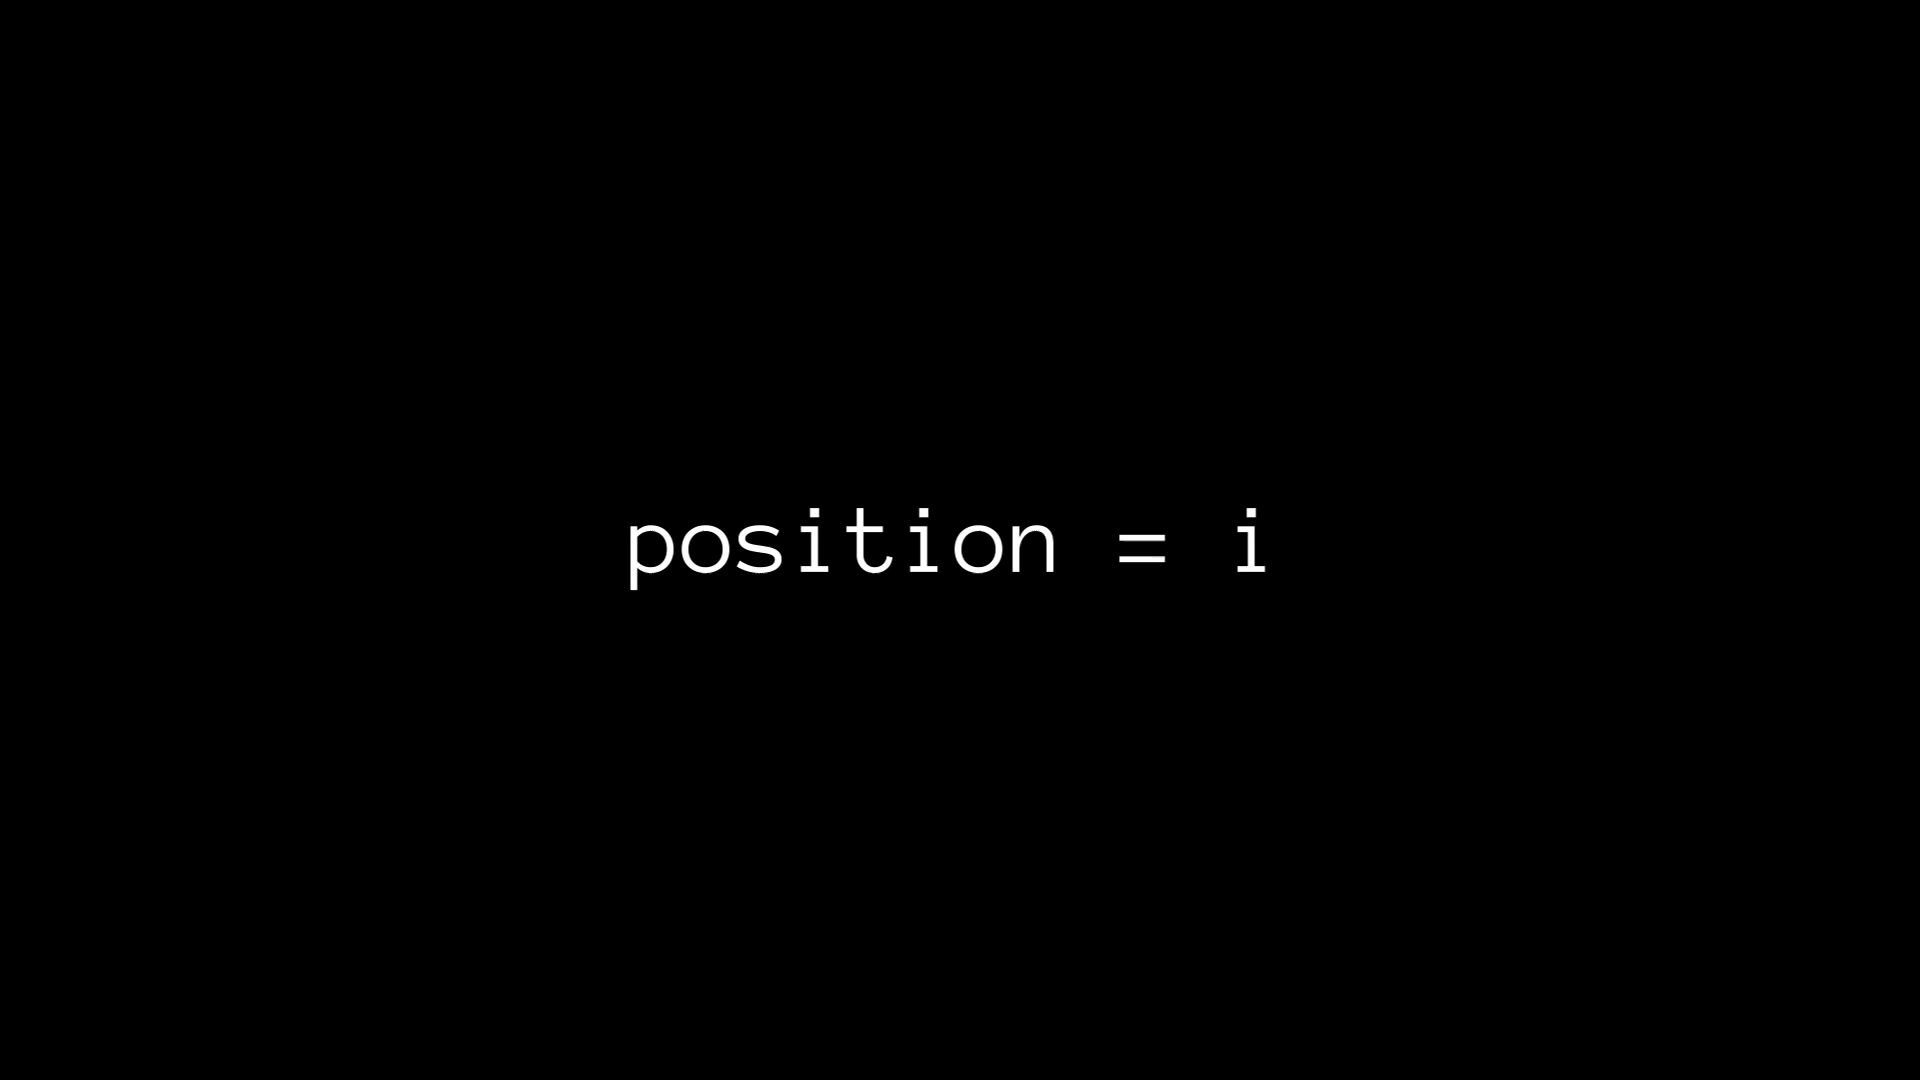 position = i